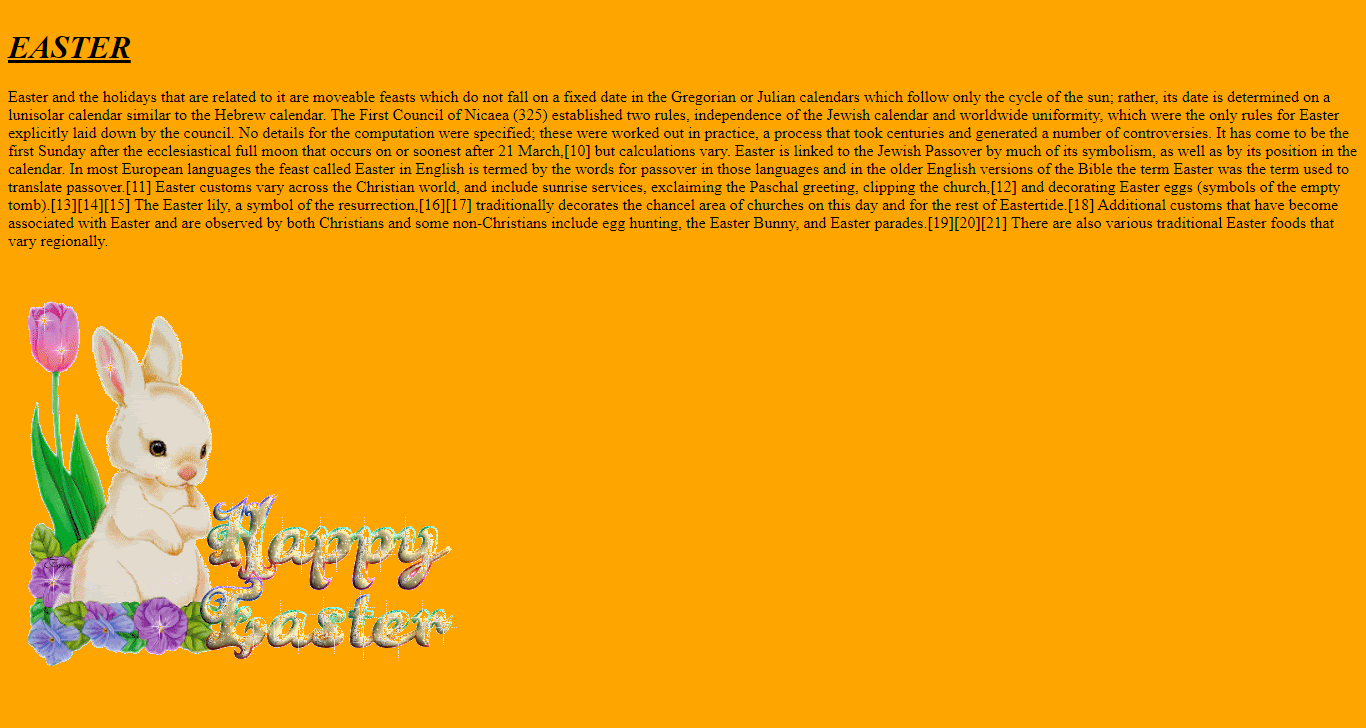 EASTER
Easter and the holidays that are related to it are moveable feasts which do not fall on a fixed date in the Gregorian or Julian calendars which follow only the cycle of the sun; rather, its date is determined on a
lunisolar calendar similar to the Hebrew calendar. The First Council of Nicaea (325) established two rules, independence of the Jewish calendar and worldwide uniformity, which were the only rules for Easter
explicitly laid down by the council. No details for the computation were specified; these were worked out in practice, a process that took centuries and generated a number of controversies. It has come to be the
first Sunday after the ecclesiastical full moon that occurs on or soonest after 21 March,[10] but calculations vary. Easter is linked to the Jewish Passover by much of its symbolism, as well as by its position in the
calendar. In most European languages the feast called Easter in English is termed by the words for passover in those languages and in the older English versions of the Bible the term Easter was the term used to
translate passover.[11] Easter customs vary across the Christian world, and include sunrise services, exclaiming the Paschal greeting, clipping the church,[12] and decorating Easter eggs (symbols of the empty
tomb).[13][14][15] The Easter lily, a symbol of the resurrection,[16][17] traditionally decorates the chancel area of churches on this day and for the rest of Eastertide.[18] Additional customs that have become
associated with Easter and are observed by both Christians and some non-Christians include egg hunting, the Easter Bunny, and Easter parades.[19][20][21] There are also various traditional Easter foods that
vary regionally.
Happy
Easter